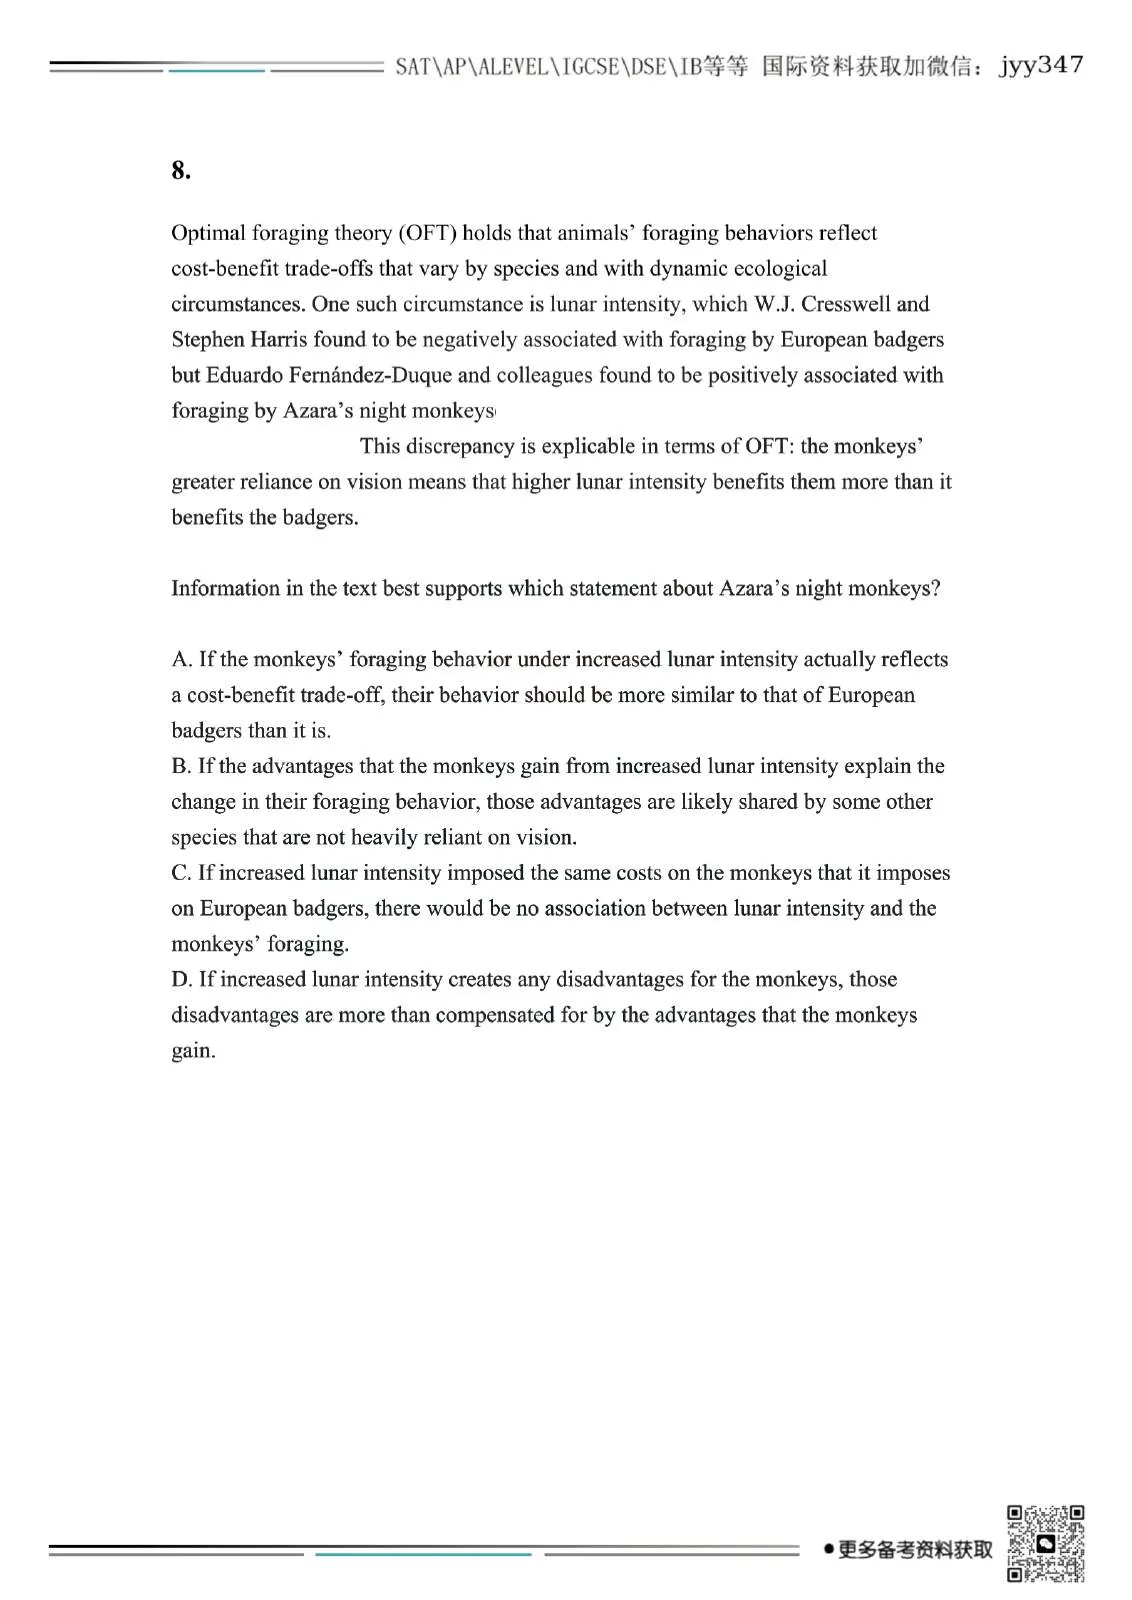 SAT\AP\ALEVEL\IGCSE\DSE\IB等等 国际资料获取加微信： jyy347
8.
Optimal foraging theory (OFT) holds that animals’ foraging behaviors reflect
cost-benefit trade-offs that vary by species and with dynamic ecological
circumstances. One such circumstance is lunar intensity, which W.J. Cresswell and
Stephen Harris found to be negatively associated with foraging by European badgers
but Eduardo Fernández-Duque and colleagues found to be positively associated with
foraging by Azara’s night monkeys
This discrepancy is explicable in terms of OFT: the monkeys’
greater reliance on vision means that higher lunar intensity benefits them more than it
benefits the badgers.
Information in the text best supports which statement about Azara’s night monkeys?
A. If the monkeys’ foraging behavior under increased lunar intensity actually reflects
a cost-benefit trade-off, their behavior should be more similar to that of European
badgers than it is.
B. If the advantages that the monkeys gain from increased lunar intensity explain the
change in their foraging behavior, those advantages are likely shared by some other
species that are not heavily reliant on vision.
C. If increased lunar intensity imposed the same costs on the monkeys that it imposes
on European badgers, there would be no association between lunar intensity and the
monkeys’ foraging.
D. If increased lunar intensity creates any disadvantages for the monkeys, those
disadvantages are more than compensated for by the advantages that the monkeys
gain.
●更多备考资料获取